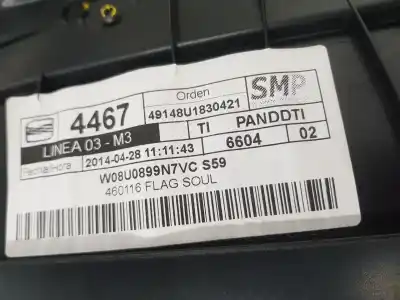 4467
Orden
49148U1830421
SMP
LINEA 03 - M3
TI
PANDDTI
Fecha/Hora
2014-04-28 11:11:43
6604
02
W08U0899N7VC S59
460116 FLAG SOUL